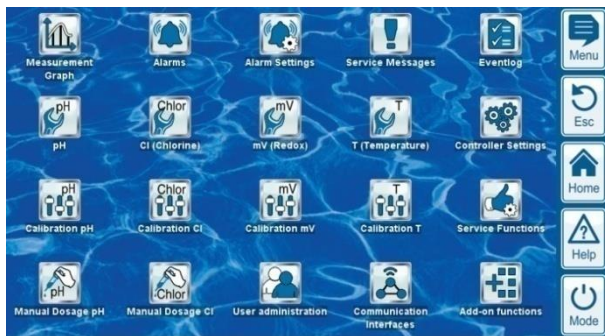 Measurement Graph
Alarms
Alarm Settings
Service Messages
Eventlog
Menu
pH
pH
Chlor
Cl (Chlorine)
mV
mV (Redox)
T
T (Temperature)
Controller Settings
Esc
Home
pH
Calibration pH
Chlor
Calibration Cl
mV
Calibration mV
T
Calibration T
Service Functions
?
Help
pH
Manual Dosage pH
Chlor
Manual Dosage Cl
User administration
Communication
Interfaces
Add-on functions
Mode